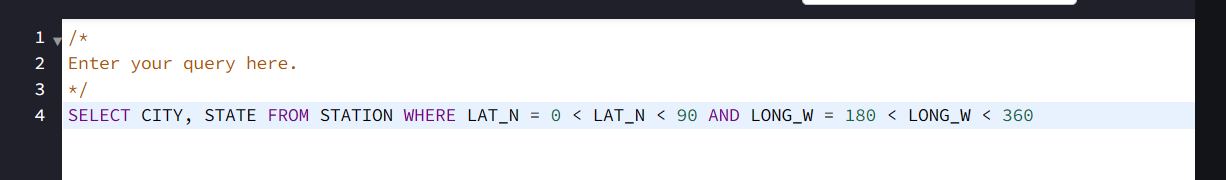 1 /*
2 Enter your query here.
3 */
4 SELECT CITY, STATE FROM STATION WHERE LAT_N = 0 < LAT_N < 90 AND LONG_W = 180 < LONG_W < 360